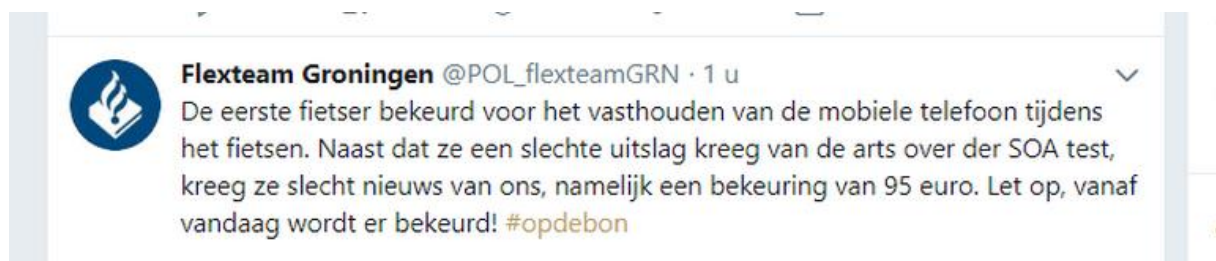 Flexteam Groningen @POL_flexteamGRN · 1 u
De eerste fietser bekeurd voor het vasthouden van de mobiele telefoon tijdens
het fietsen. Naast dat ze een slechte uitslag kreeg van de arts over der SOA test,
kreeg ze slecht nieuws van ons, namelijk een bekeuring van 95 euro. Let op, vanaf
vandaag wordt er bekeurd! #opdebon